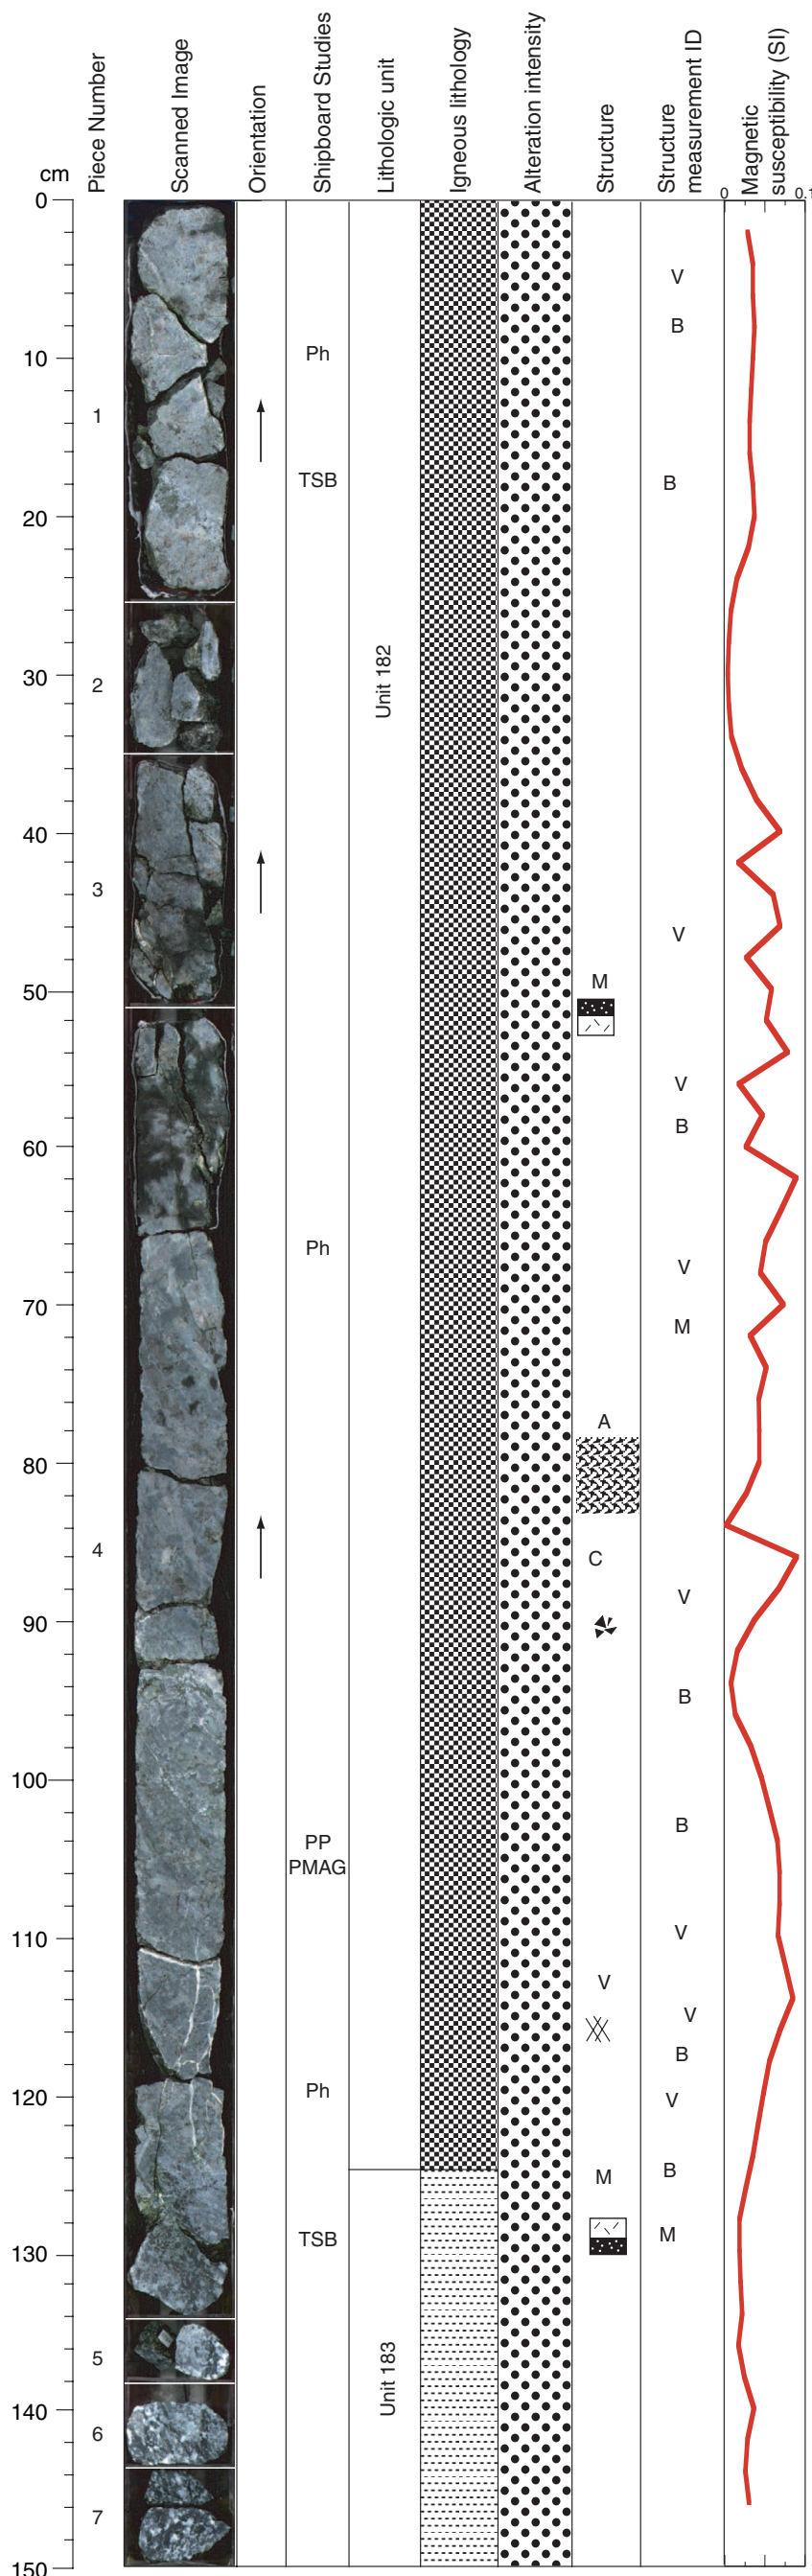 cm
Piece Number
Scanned Image
Orientation
Shipboard Studies
Lithologic unit
Igneous lithology
Alteration intensity
Structure
Structure
measurement ID
Magnetic
susceptibility (SI)
0 0.1
0
V
B
Ph
10
1
TSB
B
20
Unit 182
30
2
40
3
V
M
50
V
B
60
Ph
V
70
M
A
80
4
C
V
90
B
100
B
PP
PMAG
110
V
V
V
B
Ph
120
V
B
M
TSB
M
130
Unit 183
5
140
6
7
150